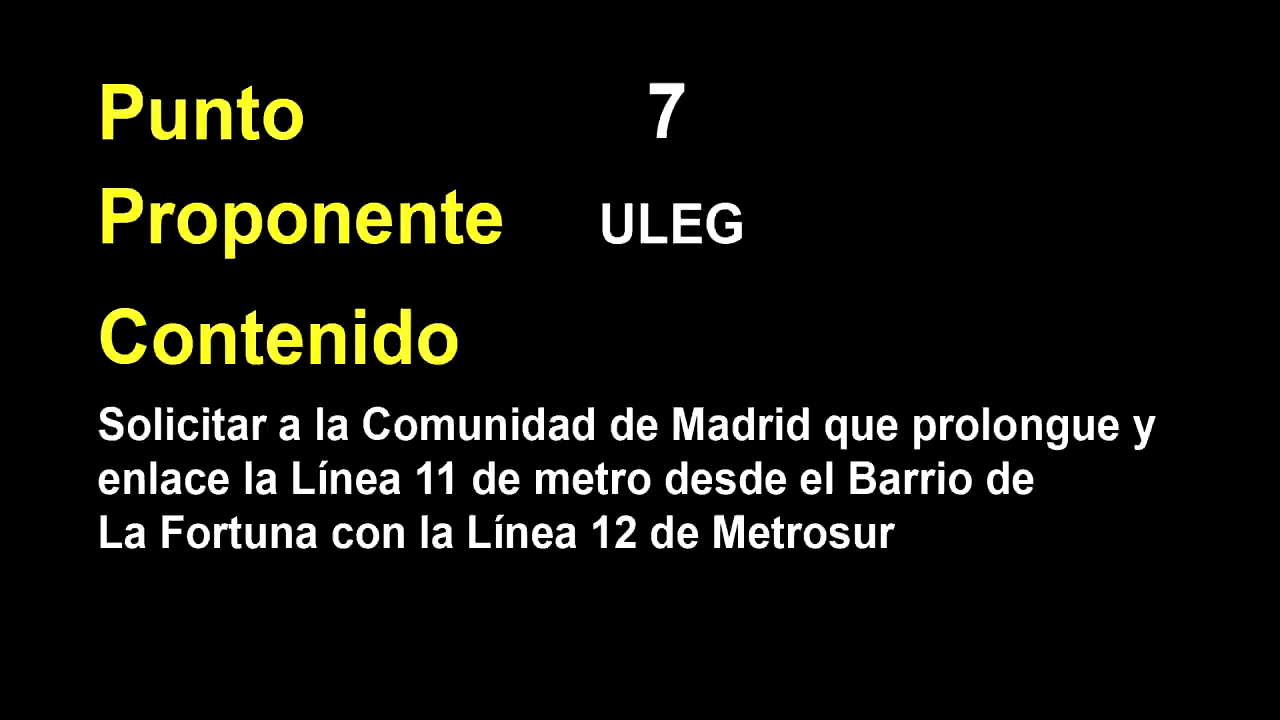 Punto 7
Proponente ULEG
Contenido
Solicitar a la Comunidad de Madrid que prolongue y
enlace la Línea 11 de metro desde el Barrio de
La Fortuna con la Línea 12 de Metrosur